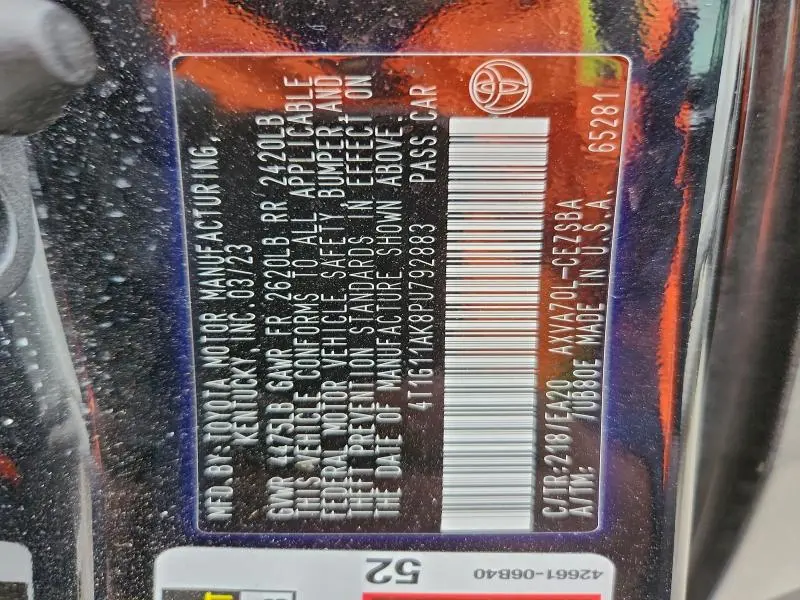 MFD.BY:TOYOTA MOTOR MANUFACTURING,
KENTUCKY, INC. 03/23
GWR 4475LB GAWR FR 2620LB RR 2420LB
THIS VEHICLE CONFORMS TO ALL APPLICABLE
FEDERAL MOTOR VEHICLE SAFETY, BUMPER, AND
THEFT PREVENTION STANDARDS IN EFFECT ON
THE DATE OF MANUFACTURE SHOWN ABOVE.
4T1G11AK8PU792883 PASS.CAR
C/TR:218/EA20 AXVA70L-CEZSBA
A/TM: /UB80E MADE IN U.S.A. 65281
52
42661-06B40